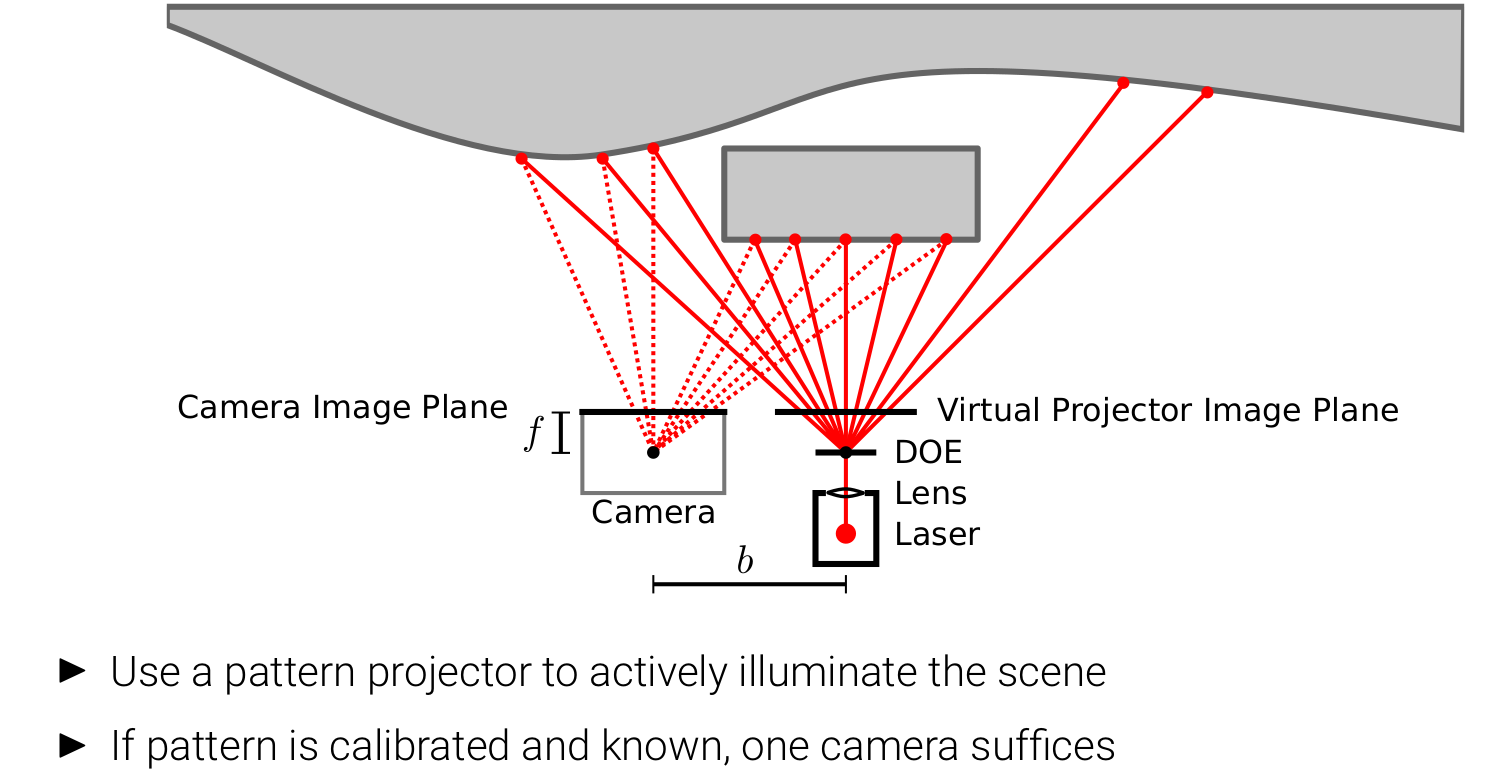 Camera Image Plane
f
Virtual Projector Image Plane
DOE
Lens
Camera
Laser
b
► Use a pattern projector to actively illuminate the scene
► If pattern is calibrated and known, one camera suffices